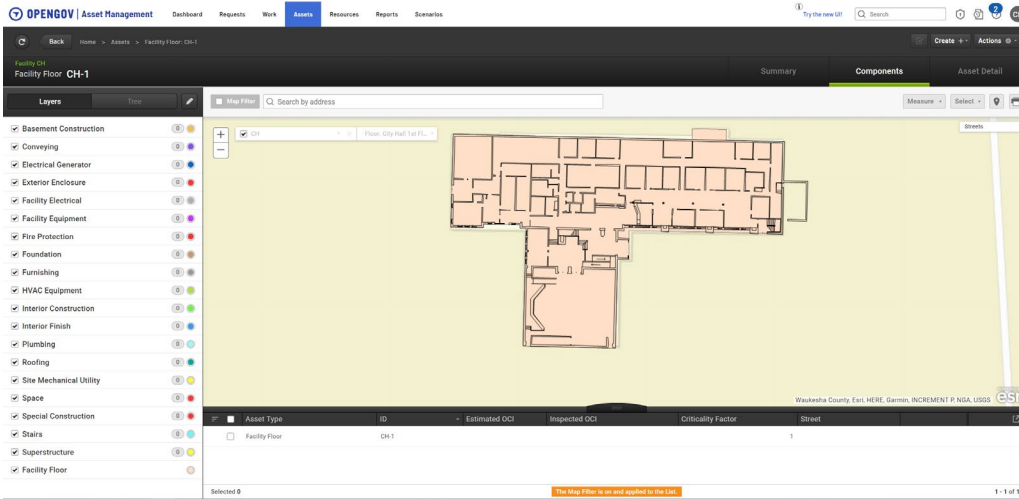 OPENGOV | Asset Management
Dashboard
Requests
Work
Assets
Resources
Reports
Scenarios
Try the new UI!
Search
2
Back
Home > Assets > Facility Floor: CH-1
Create +
Actions
Facility CH
Facility Floor CH-1
Summary
Components
Asset Detail
Layers
Tree
Map Filter
Search by address
Measure
Select
Basement Construction 0
Conveying 0
Electrical Generator 0
Exterior Enclosure 0
Facility Electrical 0
Facility Equipment 0
Fire Protection 0
Foundation 0
Furnishing 0
HVAC Equipment 0
Interior Construction 0
Interior Finish 0
Plumbing 0
Roofing 0
Site Mechanical Utility 0
Space 0
Special Construction 0
Stairs 0
Superstructure 0
Facility Floor
+
−
CH
Floor: City Hall 1st Fl...
Streets
Waukesha County, Esri, HERE, Garmin, INCREMENT P, NGA, USGS
esri
Asset Type
ID
Estimated OCI
Inspected OCI
Criticality Factor
Street
Facility Floor
CH-1
1
Selected 0
The Map Filter is on and applied to the List.
1 - 1 of 1